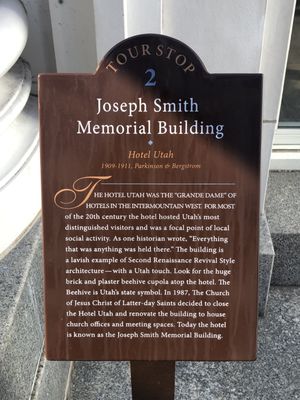 TOUR STOP
2
Joseph Smith
Memorial Building
Hotel Utah
1909-1911, Parkinson & Bergstrom
THE HOTEL UTAH WAS THE "GRANDE DAME" OF
HOTELS IN THE INTERMOUNTAIN WEST. FOR MOST
of the 20th century the hotel hosted Utah's most
distinguished visitors and was a focal point of local
social activity. As one historian wrote, "Everything
that was anything was held there." The building is
a lavish example of Second Renaissance Revival Style
architecture—with a Utah touch. Look for the huge
brick and plaster beehive cupola atop the hotel. The
Beehive is Utah's state symbol. In 1987, The Church
of Jesus Christ of Latter-day Saints decided to close
the Hotel Utah and renovate the building to house
church offices and meeting spaces. Today the hotel
is known as the Joseph Smith Memorial Building.